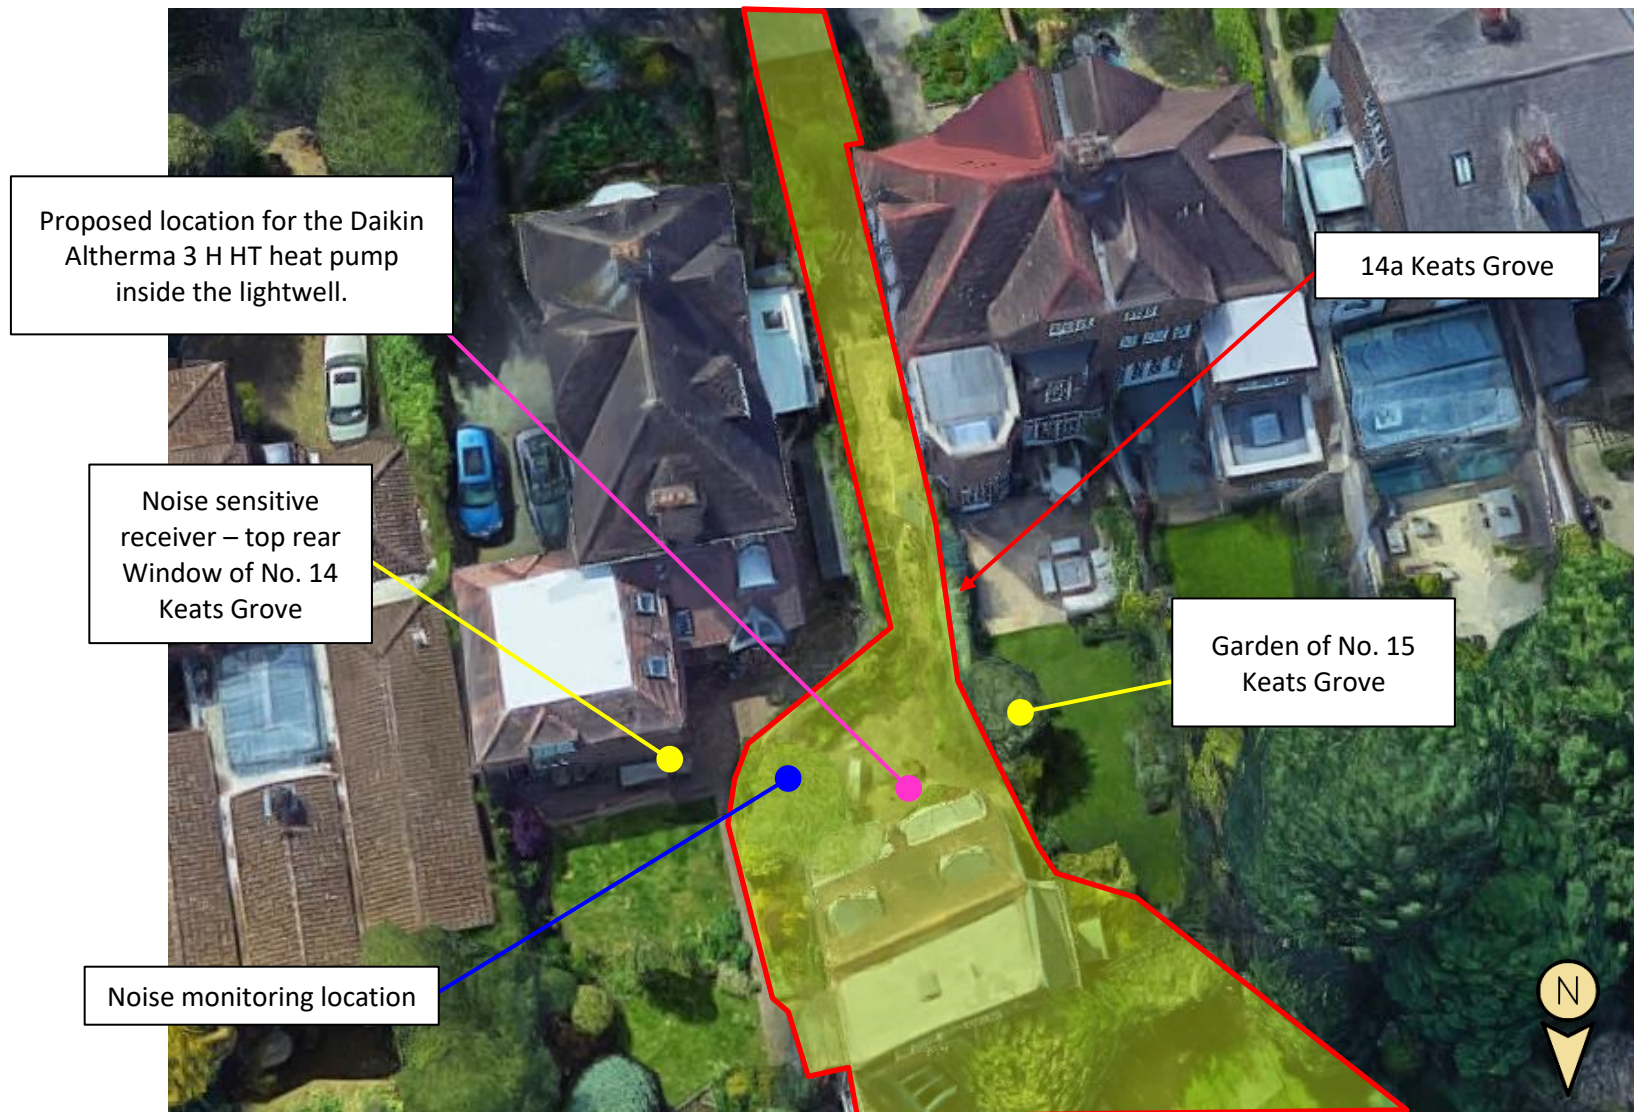 Proposed location for the Daikin
Altherma 3 H HT heat pump
inside the lightwell.
14a Keats Grove
Noise sensitive
receiver – top rear
Window of No. 14
Keats Grove
Garden of No. 15
Keats Grove
Noise monitoring location
N